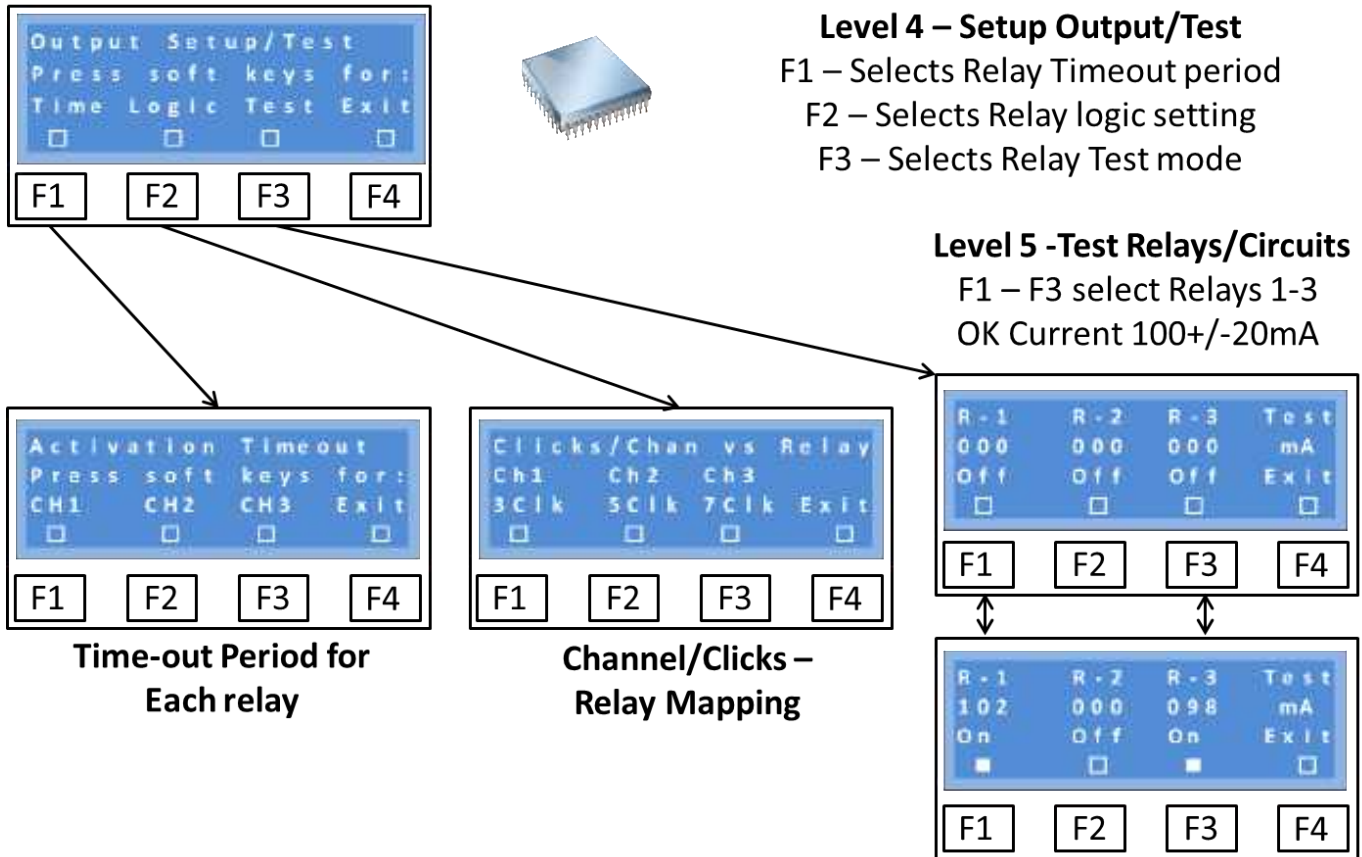 Output Setup/Test
Press soft keys for:
Time Logic Test Exit
F1 F2 F3 F4
Level 4 – Setup Output/Test
F1 – Selects Relay Timeout period
F2 – Selects Relay logic setting
F3 – Selects Relay Test mode
Level 5 -Test Relays/Circuits
F1 – F3 select Relays 1-3
OK Current 100+/-20mA
Activation Timeout
Press soft keys for:
CH1 CH2 CH3 Exit
F1 F2 F3 F4
Time-out Period for
Each relay
Clicks/Chan vs Relay
Ch1 Ch2 Ch3
3Clk 5Clk 7Clk Exit
F1 F2 F3 F4
Channel/Clicks –
Relay Mapping
R-1 R-2 R-3 Test
000 000 000 mA
Off Off Off Exit
F1 F2 F3 F4
R-1 R-2 R-3 Test
102 000 098 mA
On Off On Exit
F1 F2 F3 F4